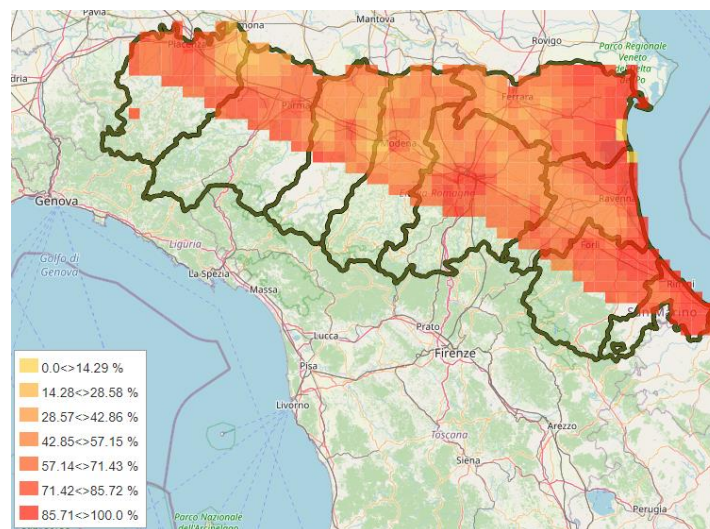 Pavia
Mantova
Rovigo
Parco Regionale
Veneto
Piacenza
Ferrara
Parma
Modena
Emilia-Romagna
Ravenna
Genova
Golfo di
Genova
Liguria
La Spezia
Massa
Forlì
Rimini
San Marino
Lucca
Prato
Firenze
Pisa
Livorno
Toscana
Arezzo
Siena
Perugia
Parco Nazionale
dell'Arcipelago
0.0<>14.29 %
14.28<>28.58 %
28.57<>42.86 %
42.85<>57.15 %
57.14<>71.43 %
71.42<>85.72 %
85.71<>100.0 %